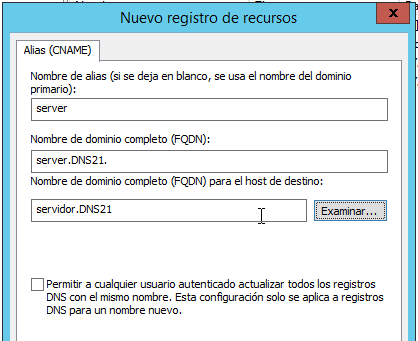 Nuevo registro de recursos
x
Alias (CNAME)
Nombre de alias (si se deja en blanco, se usa el nombre del dominio
primario):
server
Nombre de dominio completo (FQDN):
server.DNS21.
Nombre de dominio completo (FQDN) para el host de destino:
servidor.DNS21
Examinar...
Permitir a cualquier usuario autenticado actualizar todos los registros
DNS con el mismo nombre. Esta configuración solo se aplica a registros
DNS para un nombre nuevo.